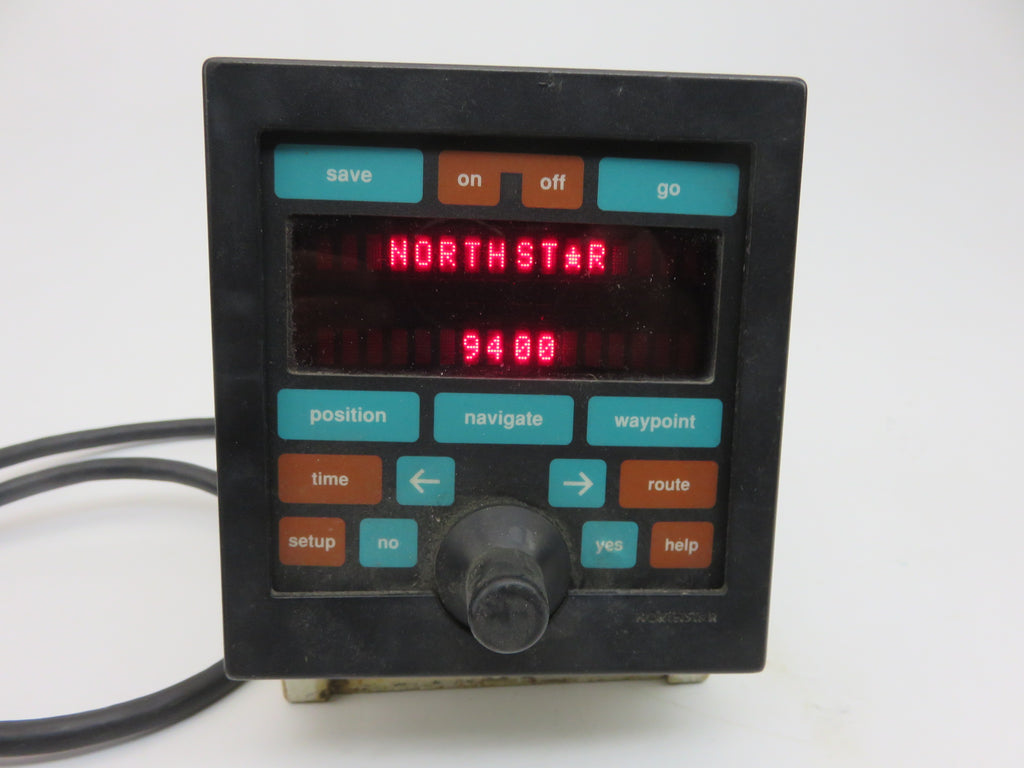 save on off go
NORTHST★R
9400
position navigate waypoint
time ← → route
setup no yes help
NORTHSTAR